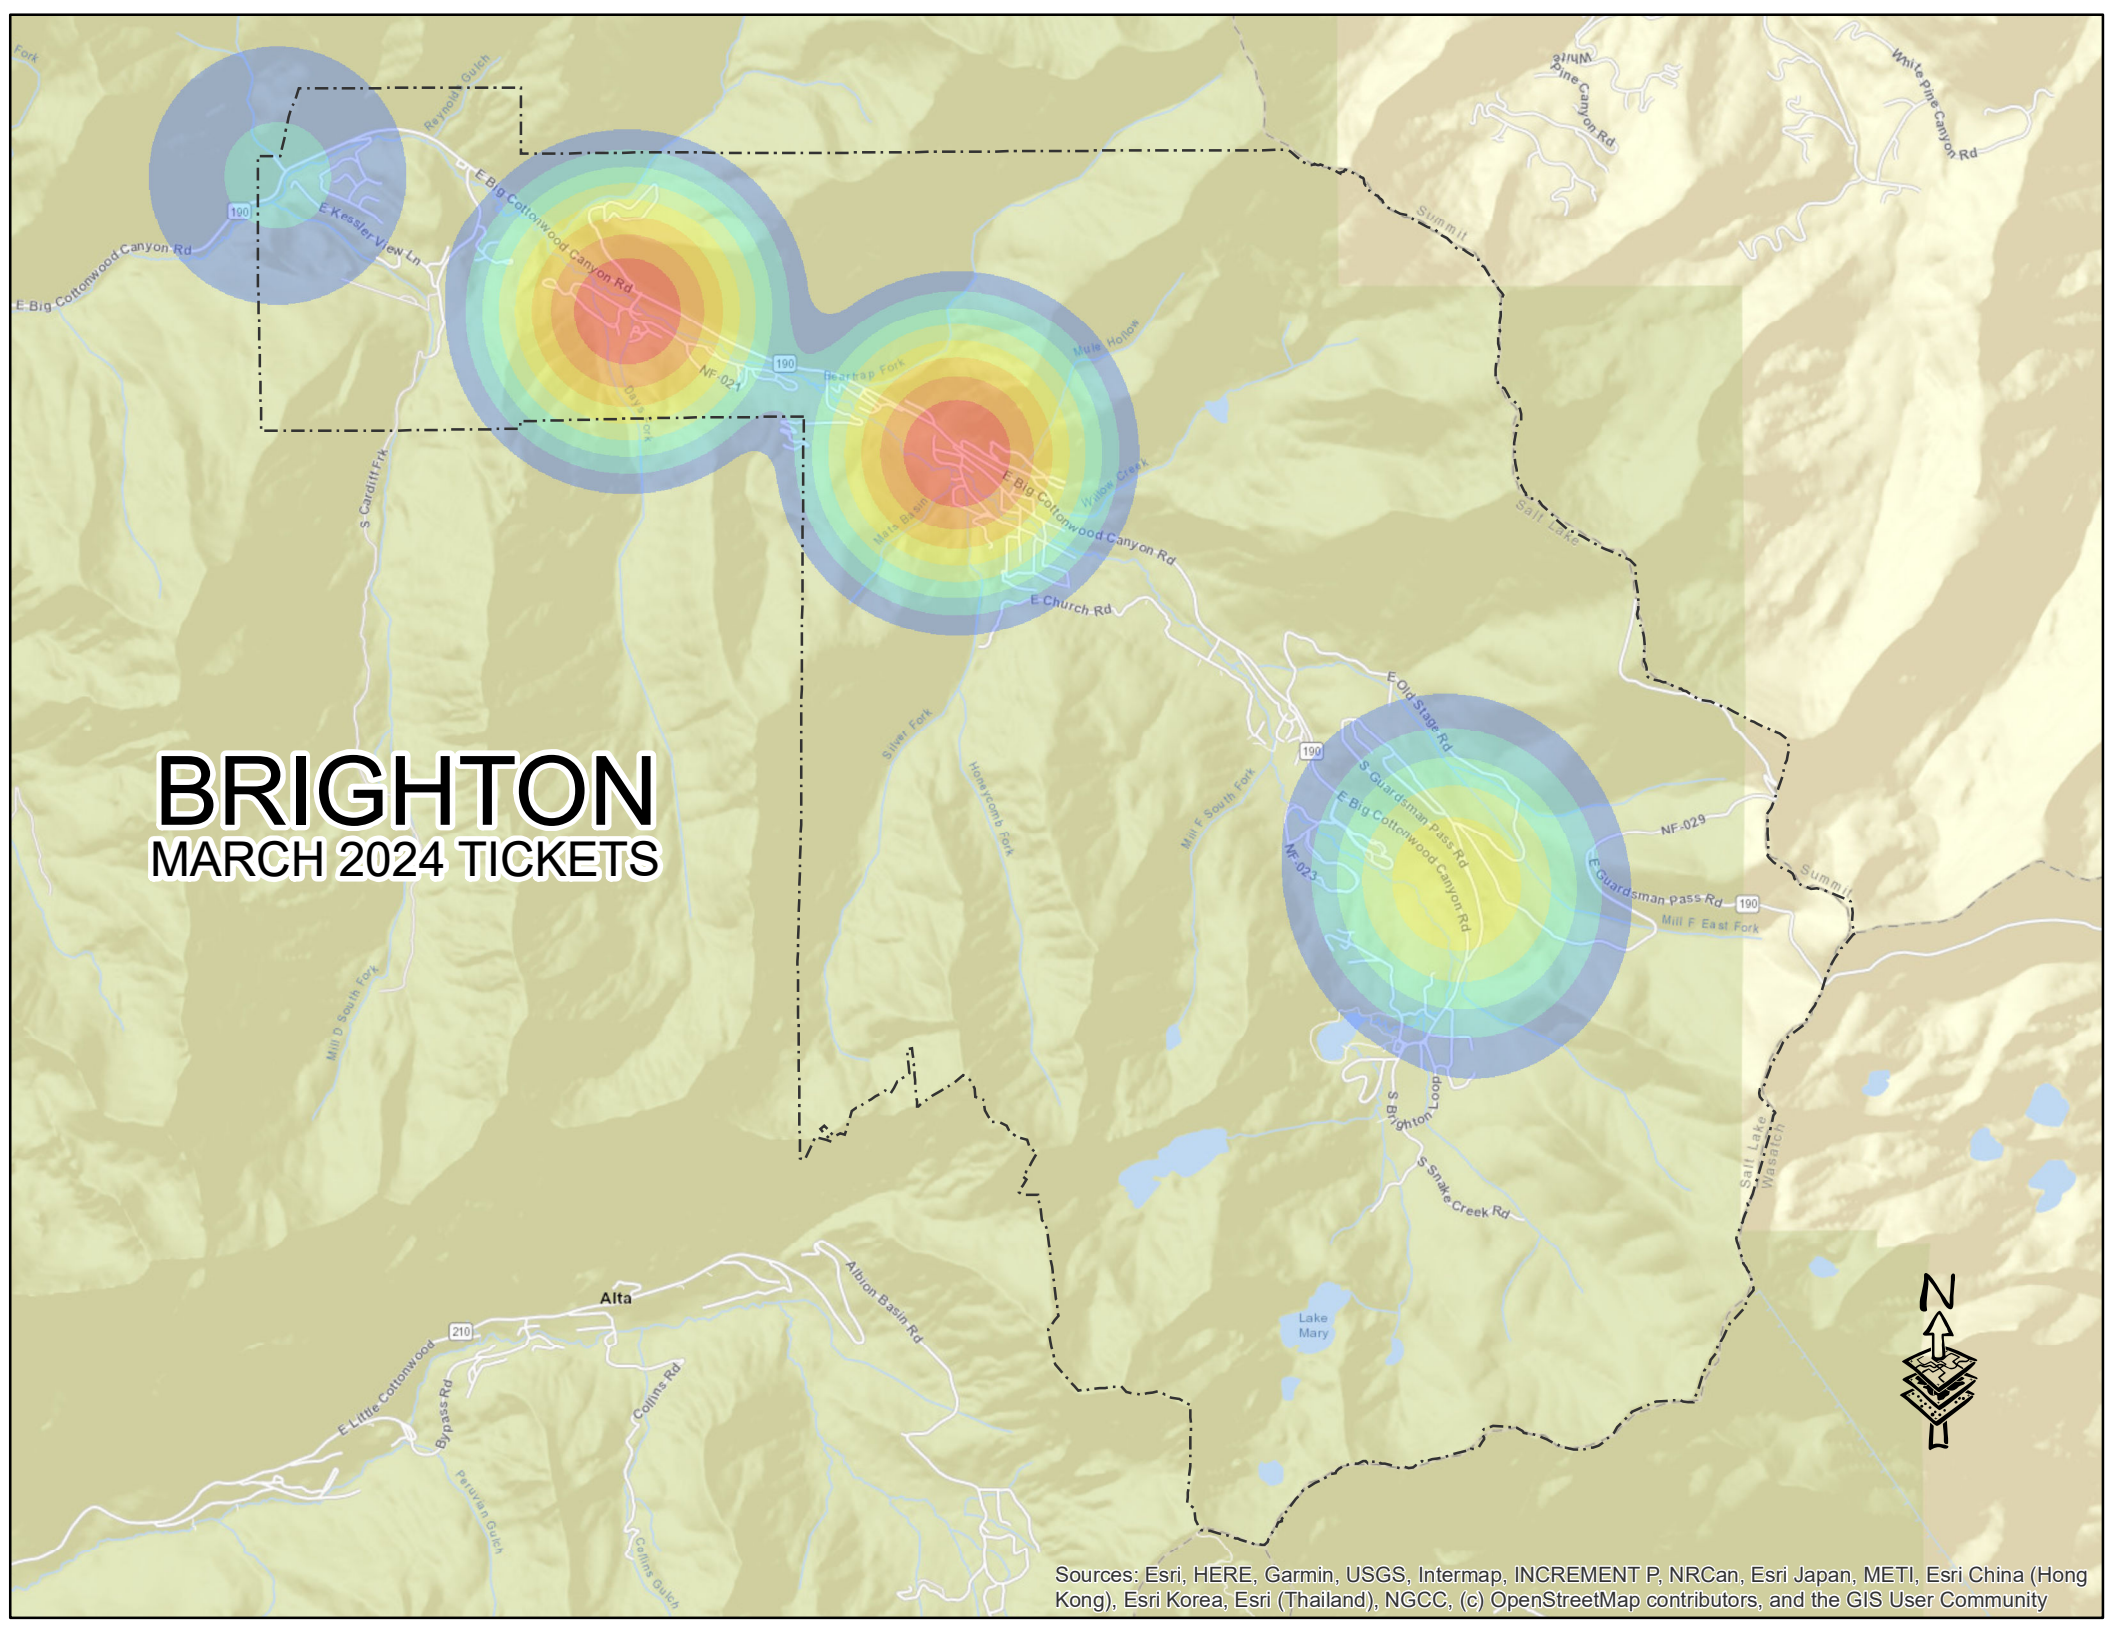 Fork
Reynold Gulch
White
Pine Canyon Rd
White Pine Canyon Rd
E Big Cottonwood Canyon Rd
190
E Kessler View Ln
E Big Cottonwood Canyon Rd
Summit
NF-021
190
Beartrap Fork
Mule Hollow
Days Fork
S Cardiff Frk
Mats Basin
E Big Cottonwood Canyon Rd
Willow Creek
Salt Lake
E Church Rd
Silver Fork
Honeycomb Fork
Mill F South Fork
190
E Old Stage Rd
S Guardsman Pass Rd
E Big Cottonwood Canyon Rd
NF-023
NF-029
E Guardsman Pass Rd
190
Mill F East Fork
Summit
BRIGHTON
MARCH 2024 TICKETS
Mill D South Fork
S Brighton Loop
S Snake Creek Rd
Salt Lake
Wasatch
Lake
Mary
Alta
210
Albion Basin Rd
E Little Cottonwood
Bypass Rd
Collins Rd
Peruvian Gulch
Collins Gulch
N
Sources: Esri, HERE, Garmin, USGS, Intermap, INCREMENT P, NRCan, Esri Japan, METI, Esri China (Hong
Kong), Esri Korea, Esri (Thailand), NGCC, (c) OpenStreetMap contributors, and the GIS User Community